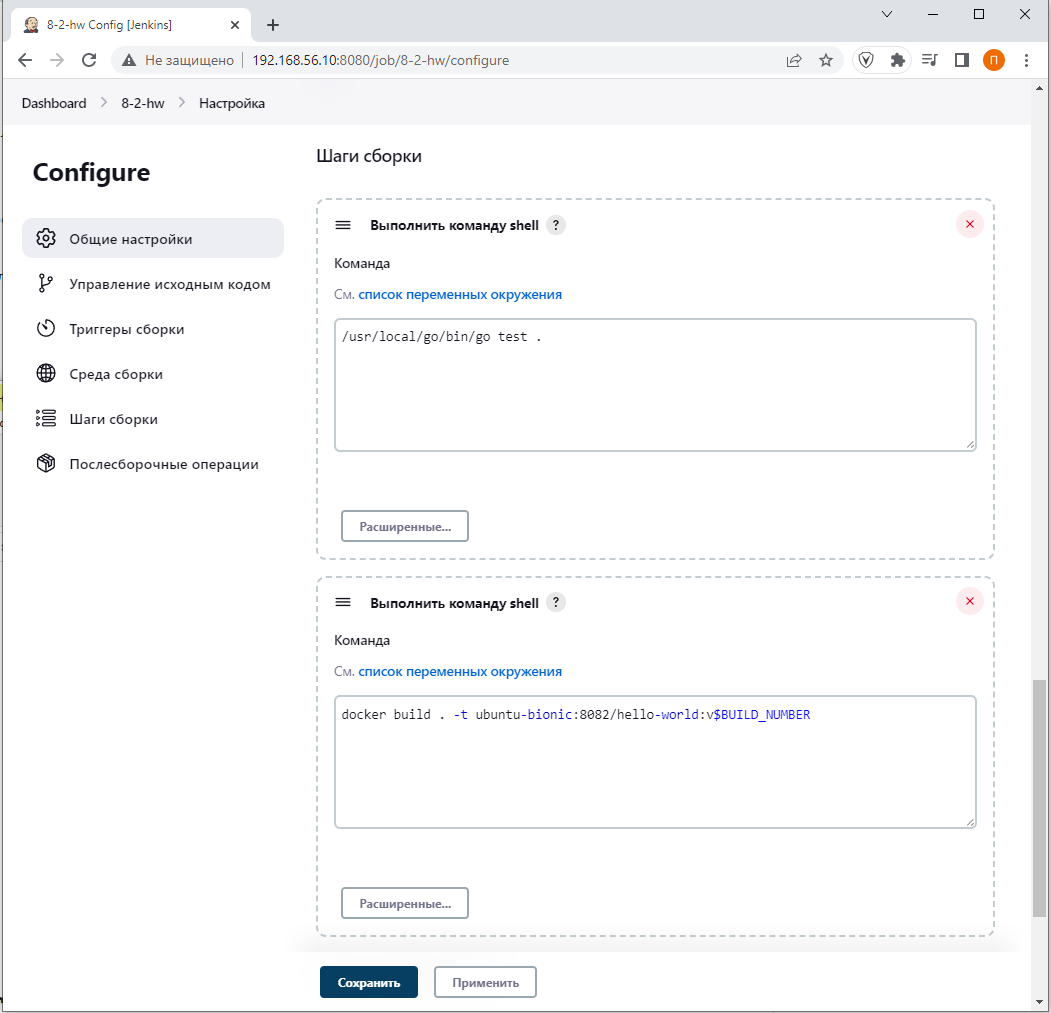 8-2-hw Config [Jenkins]
Не защищено 192.168.56.10:8080/job/8-2-hw/configure
П
Dashboard 8-2-hw Настройка
Configure
Общие настройки
Управление исходным кодом
Триггеры сборки
Среда сборки
Шаги сборки
Послесборочные операции
Шаги сборки
Выполнить команду shell ?
Команда
См. список переменных окружения
/usr/local/go/bin/go test .
Расширенные...
Выполнить команду shell ?
Команда
См. список переменных окружения
docker build . -t ubuntu-bionic:8082/hello-world:v$BUILD_NUMBER
Расширенные...
Сохранить Применить